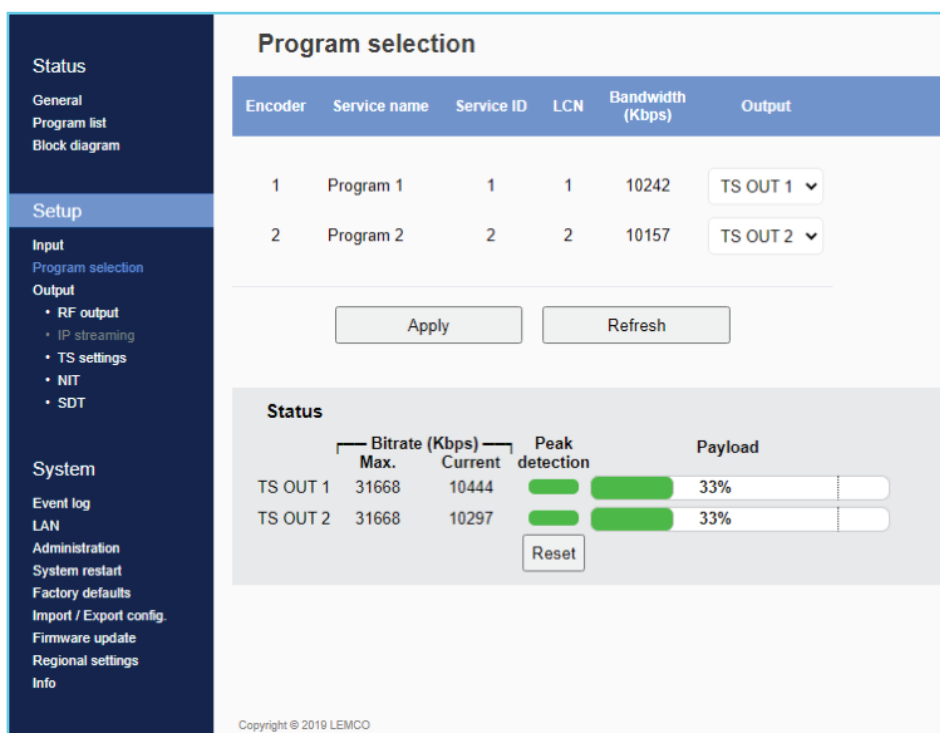 Status
General
Program list
Block diagram
Setup
Input
Program selection
Output
• RF output
• IP streaming
• TS settings
• NIT
• SDT
System
Event log
LAN
Administration
System restart
Factory defaults
Import / Export config.
Firmware update
Regional settings
Info
Program selection
Encoder Service name Service ID LCN Bandwidth (Kbps) Output
1 Program 1 1 1 10242 TS OUT 1
2 Program 2 2 2 10157 TS OUT 2
Apply Refresh
Status
Bitrate (Kbps) Peak detection Payload
Max. Current
TS OUT 1 31668 10444 33%
TS OUT 2 31668 10297 33%
Reset
Copyright © 2019 LEMCO